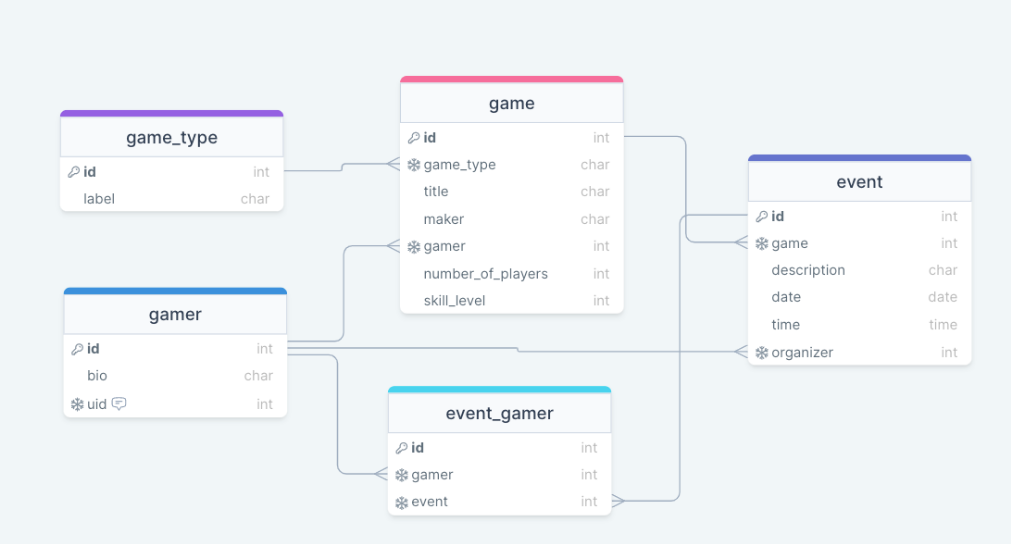 game_type
id int
label char
game
id int
game_type char
title char
maker char
gamer int
number_of_players int
skill_level int
event
id int
game int
description char
date date
time time
organizer int
gamer
id int
bio char
uid int
event_gamer
id int
gamer int
event int